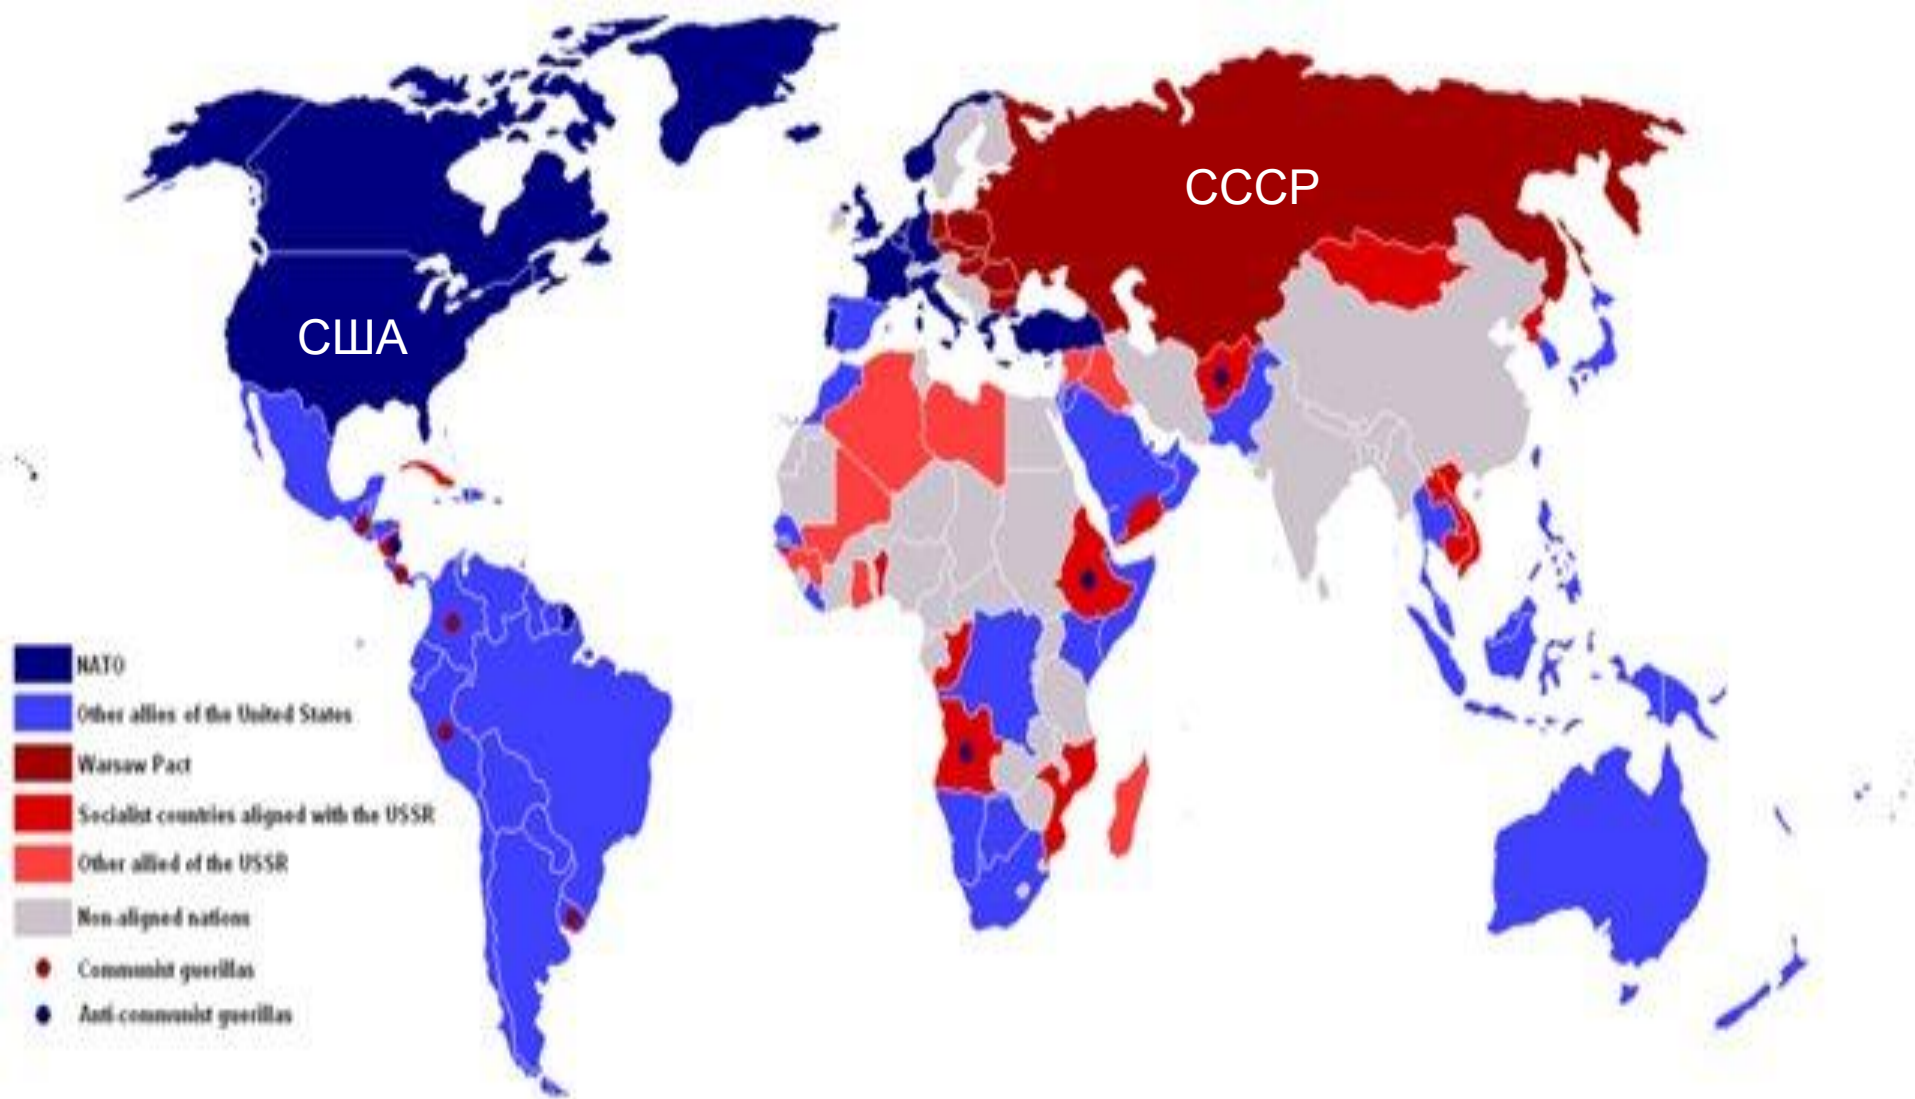 СССР
США
NATO
Other allies of the United States
Warsaw Pact
Socialist countries aligned with the USSR
Other allied of the USSR
Non-aligned nations
Communist guerillas
Anti-communist guerillas